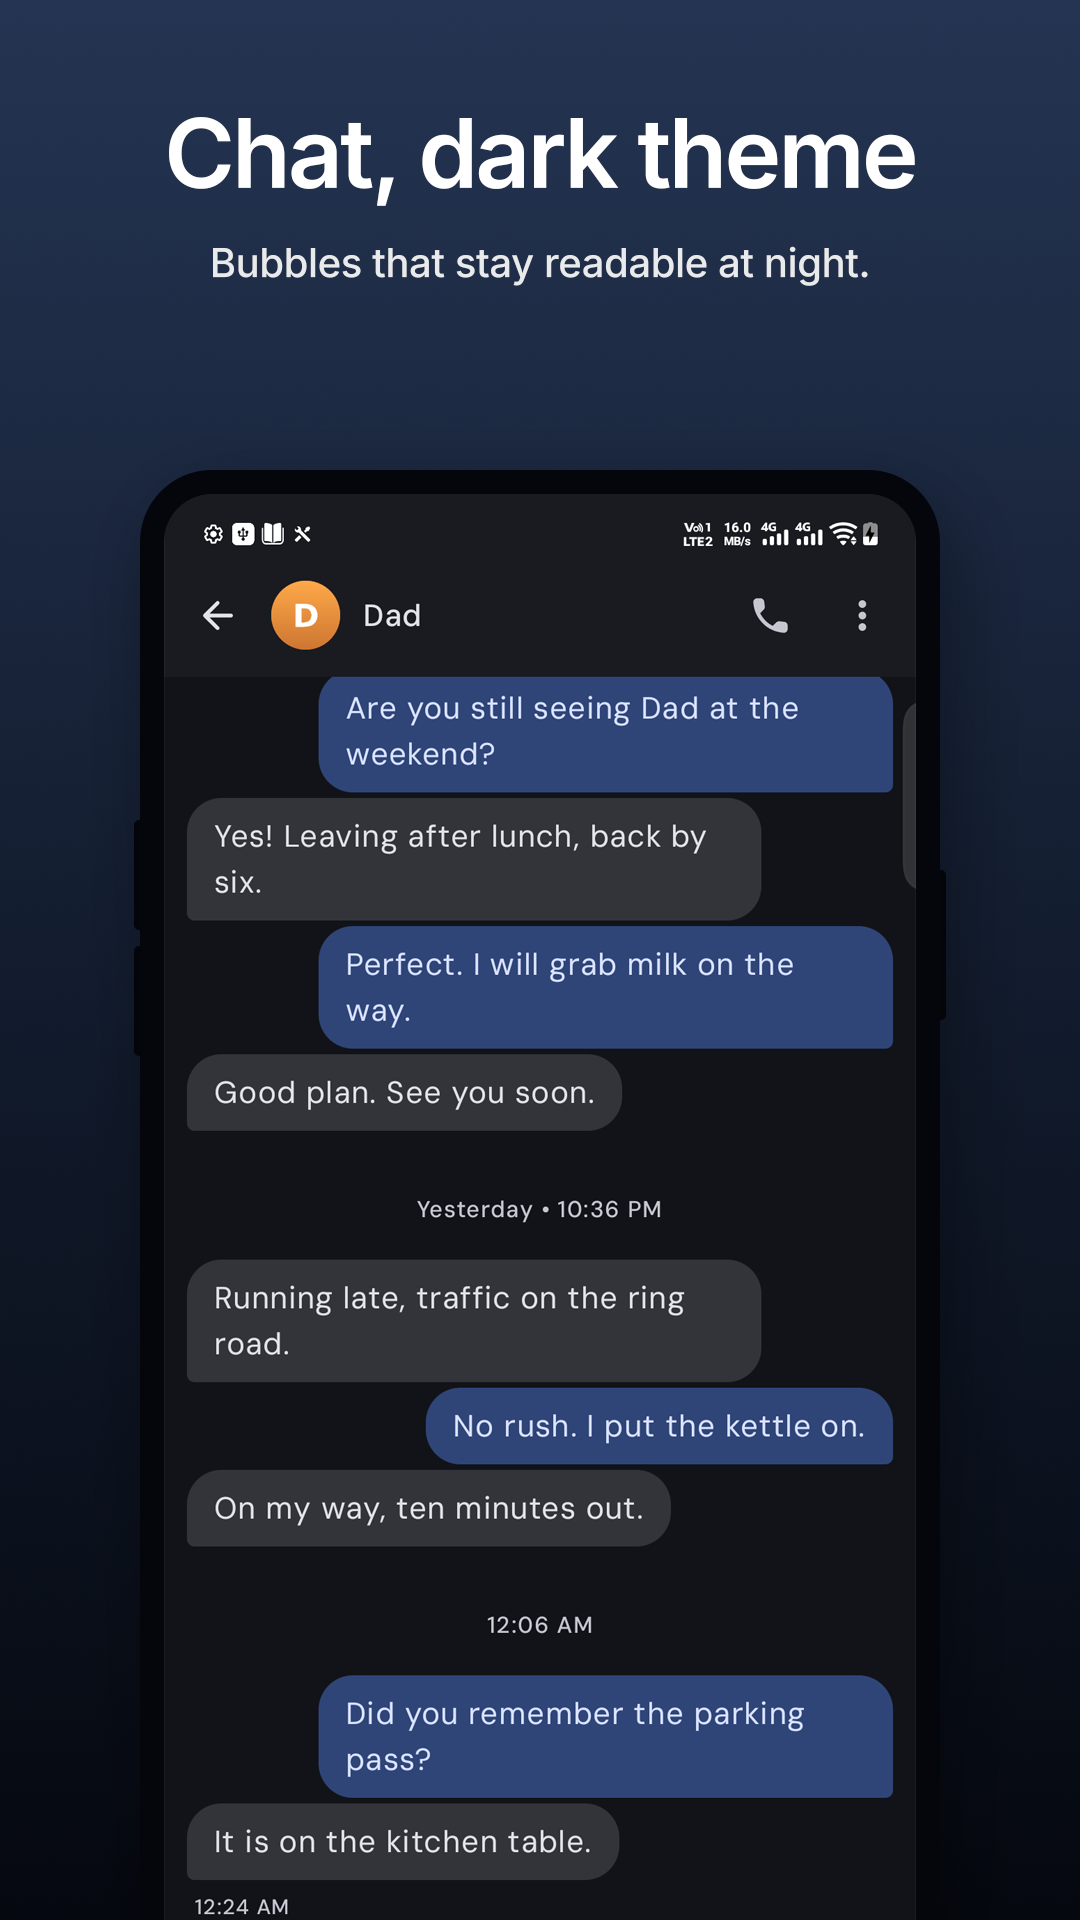 Chat, dark theme
Bubbles that stay readable at night.
Vo)) 1 16.0 4G 4G
LTE2 MB/s
D Dad
Are you still seeing Dad at the
weekend?
Yes! Leaving after lunch, back by
six.
Perfect. I will grab milk on the
way.
Good plan. See you soon.
Yesterday • 10:36 PM
Running late, traffic on the ring
road.
No rush. I put the kettle on.
On my way, ten minutes out.
12:06 AM
Did you remember the parking
pass?
It is on the kitchen table.
12:24 AM